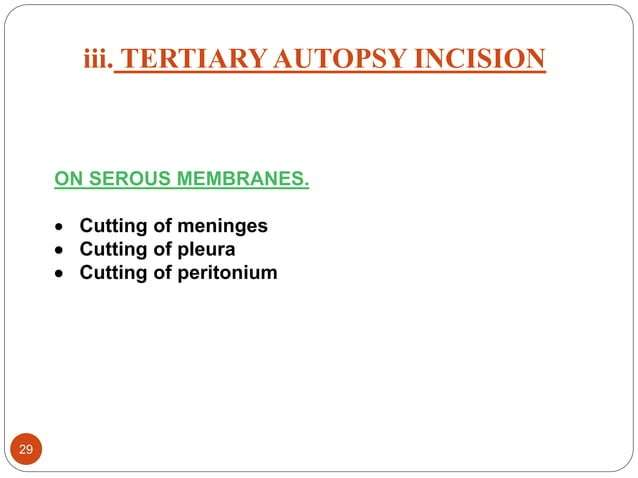 iii. TERTIARY AUTOPSY INCISION
ON SEROUS MEMBRANES.
● Cutting of meninges
● Cutting of pleura
● Cutting of peritonium
29